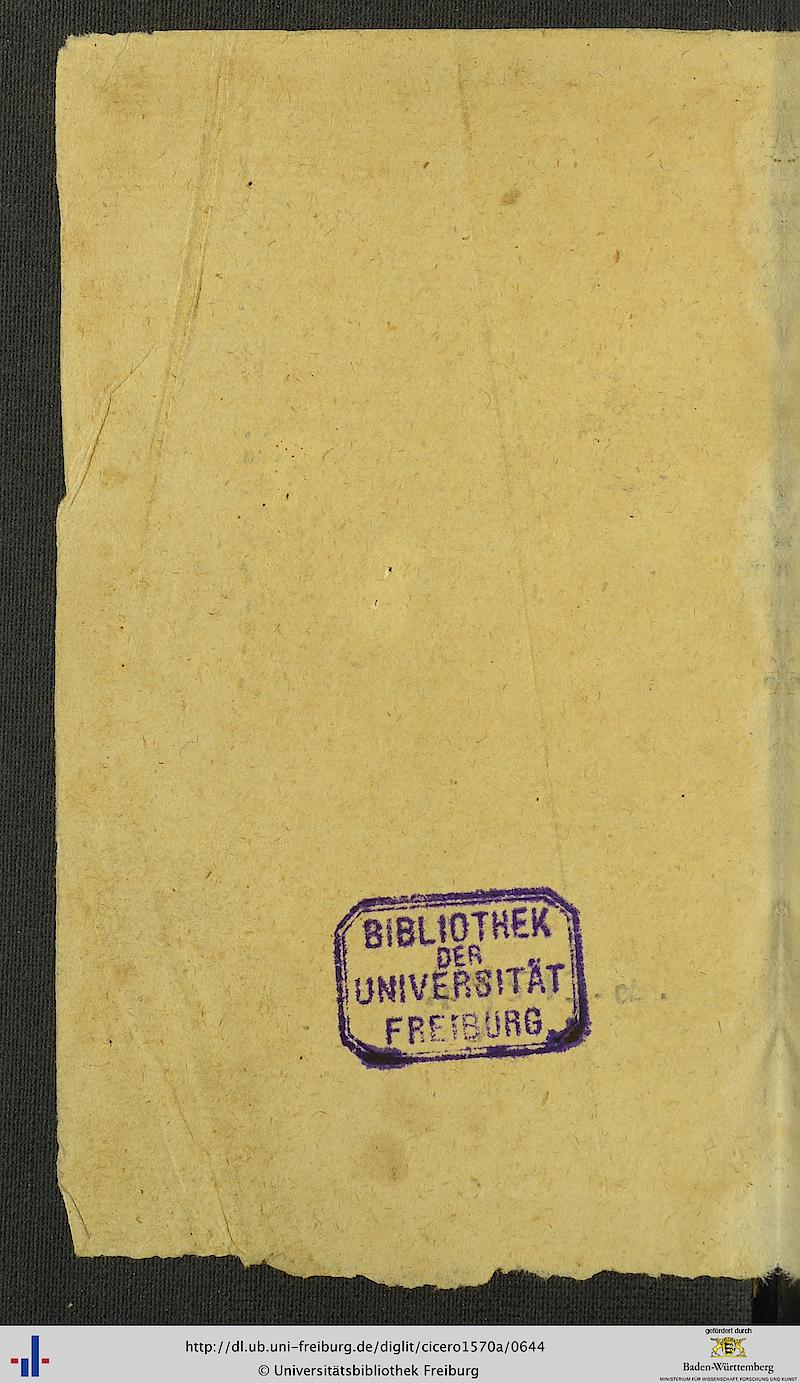 BIBLIOTHEK
DER
UNIVERSITÄT
FREIBURG
http://dl.ub.uni-freiburg.de/diglit/cicero1570a/0644
© Universitätsbibliothek Freiburg
gefördert durch
Baden-Württemberg
MINISTERIUM FÜR WISSENSCHAFT, FORSCHUNG UND KUNST